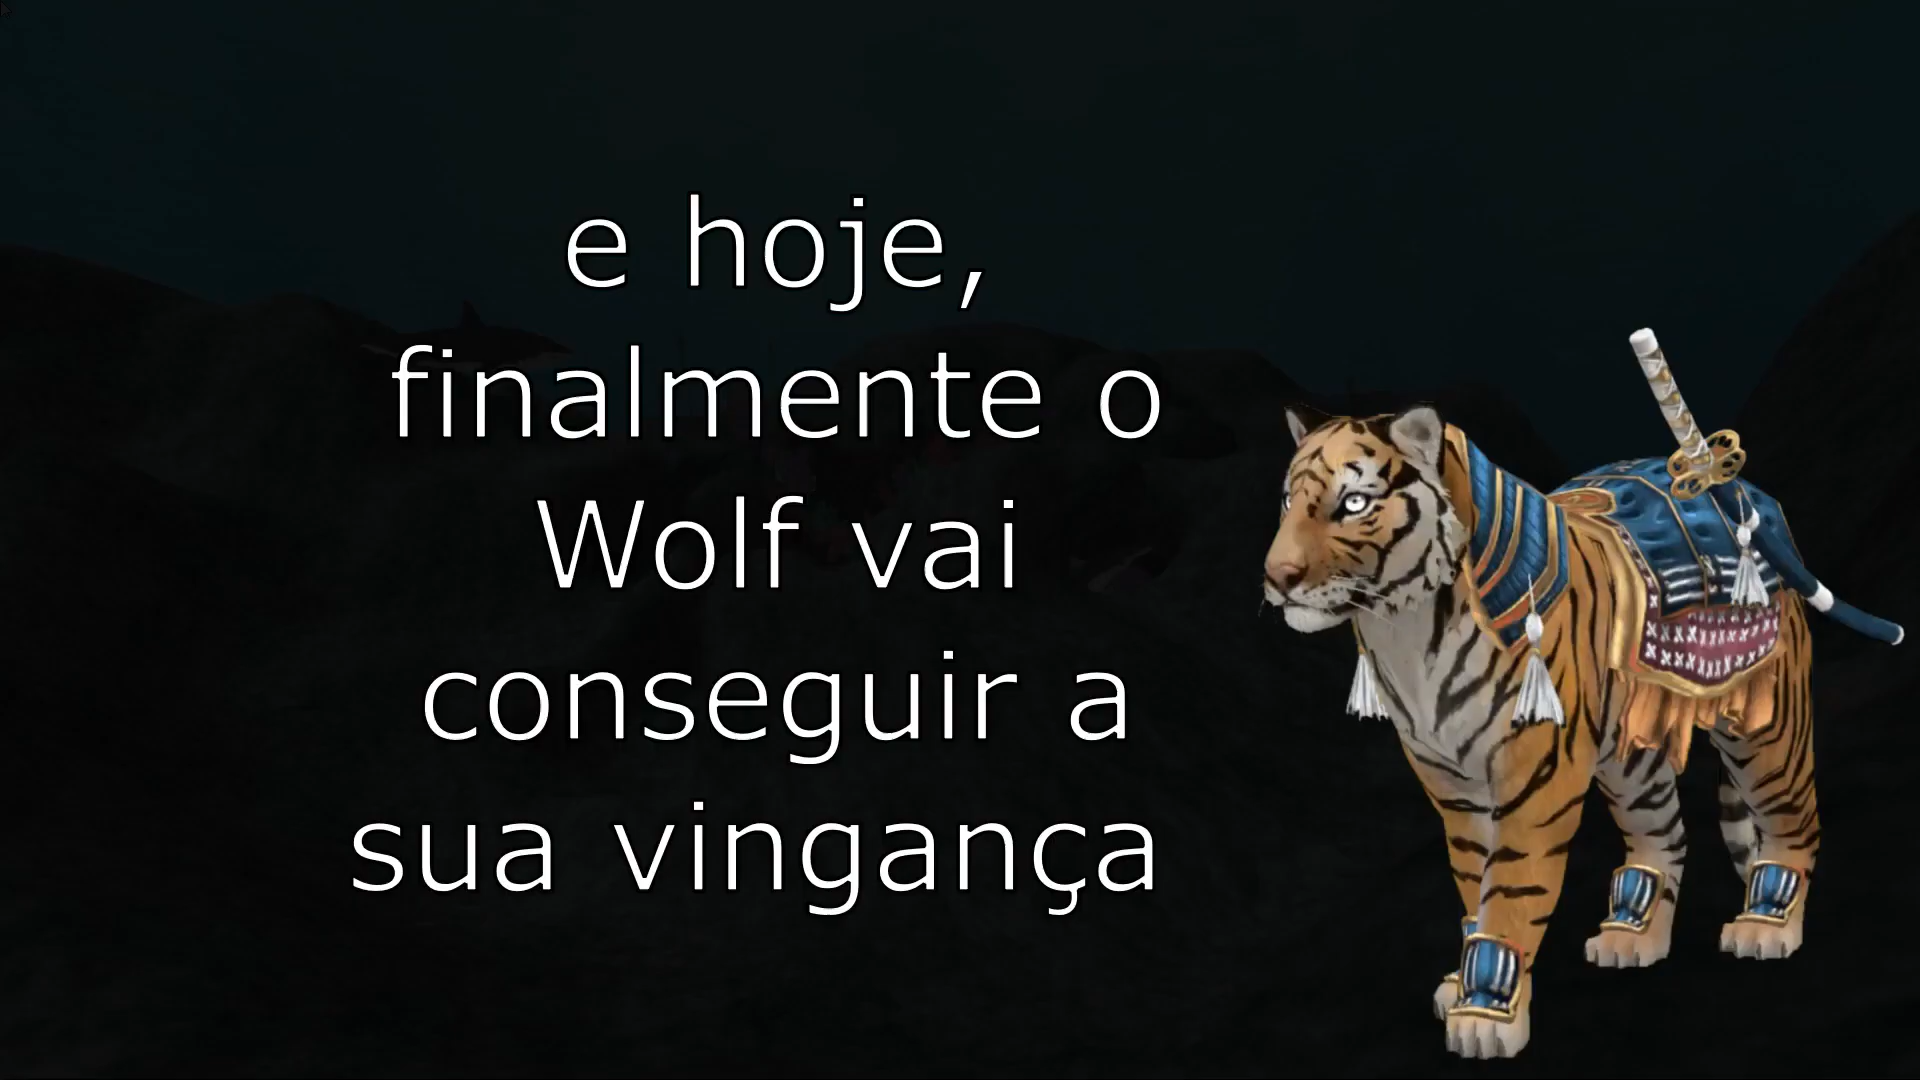 e hoje,
finalmente o
Wolf vai
conseguir a
sua vingança